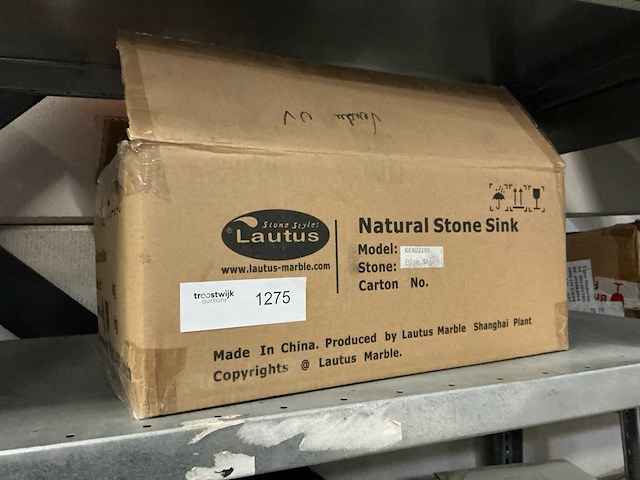 Stone Style!
® Lautus
www.lautus-marble.com
Natural Stone Sink
Model:
Stone: Blue
Carton No.
troostwijk
auctions
1275
Made In China. Produced by Lautus Marble Shanghai Plant
Copyrights @ Lautus Marble.